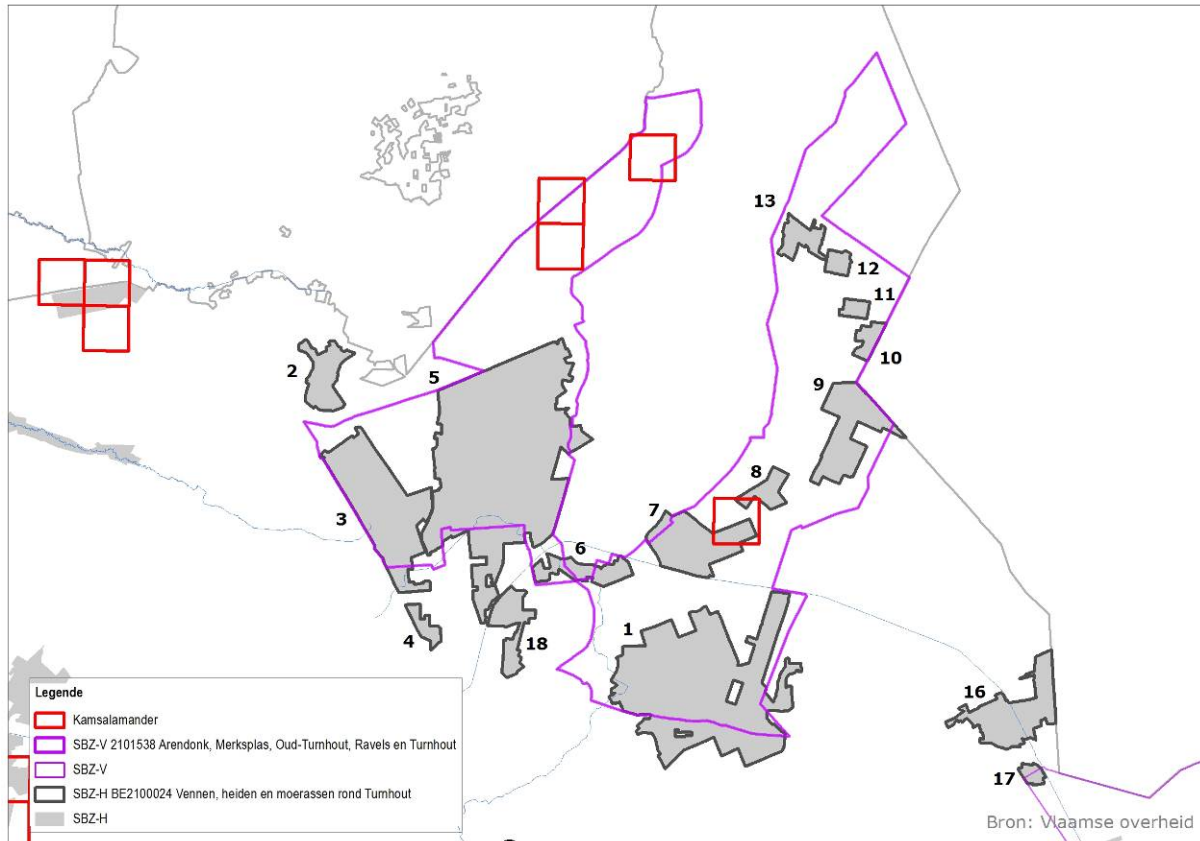 13
12
11
10
2
5
9
8
3
7
6
1
4
18
16
17
Legende
Kamsalamander
SBZ-V 2101538 Arendonk, Merksplas, Oud-Turnhout, Ravels en Turnhout
SBZ-V
SBZ-H BE2100024 Vennen, heiden en moerassen rond Turnhout
SBZ-H
Bron: Vlaamse overheid